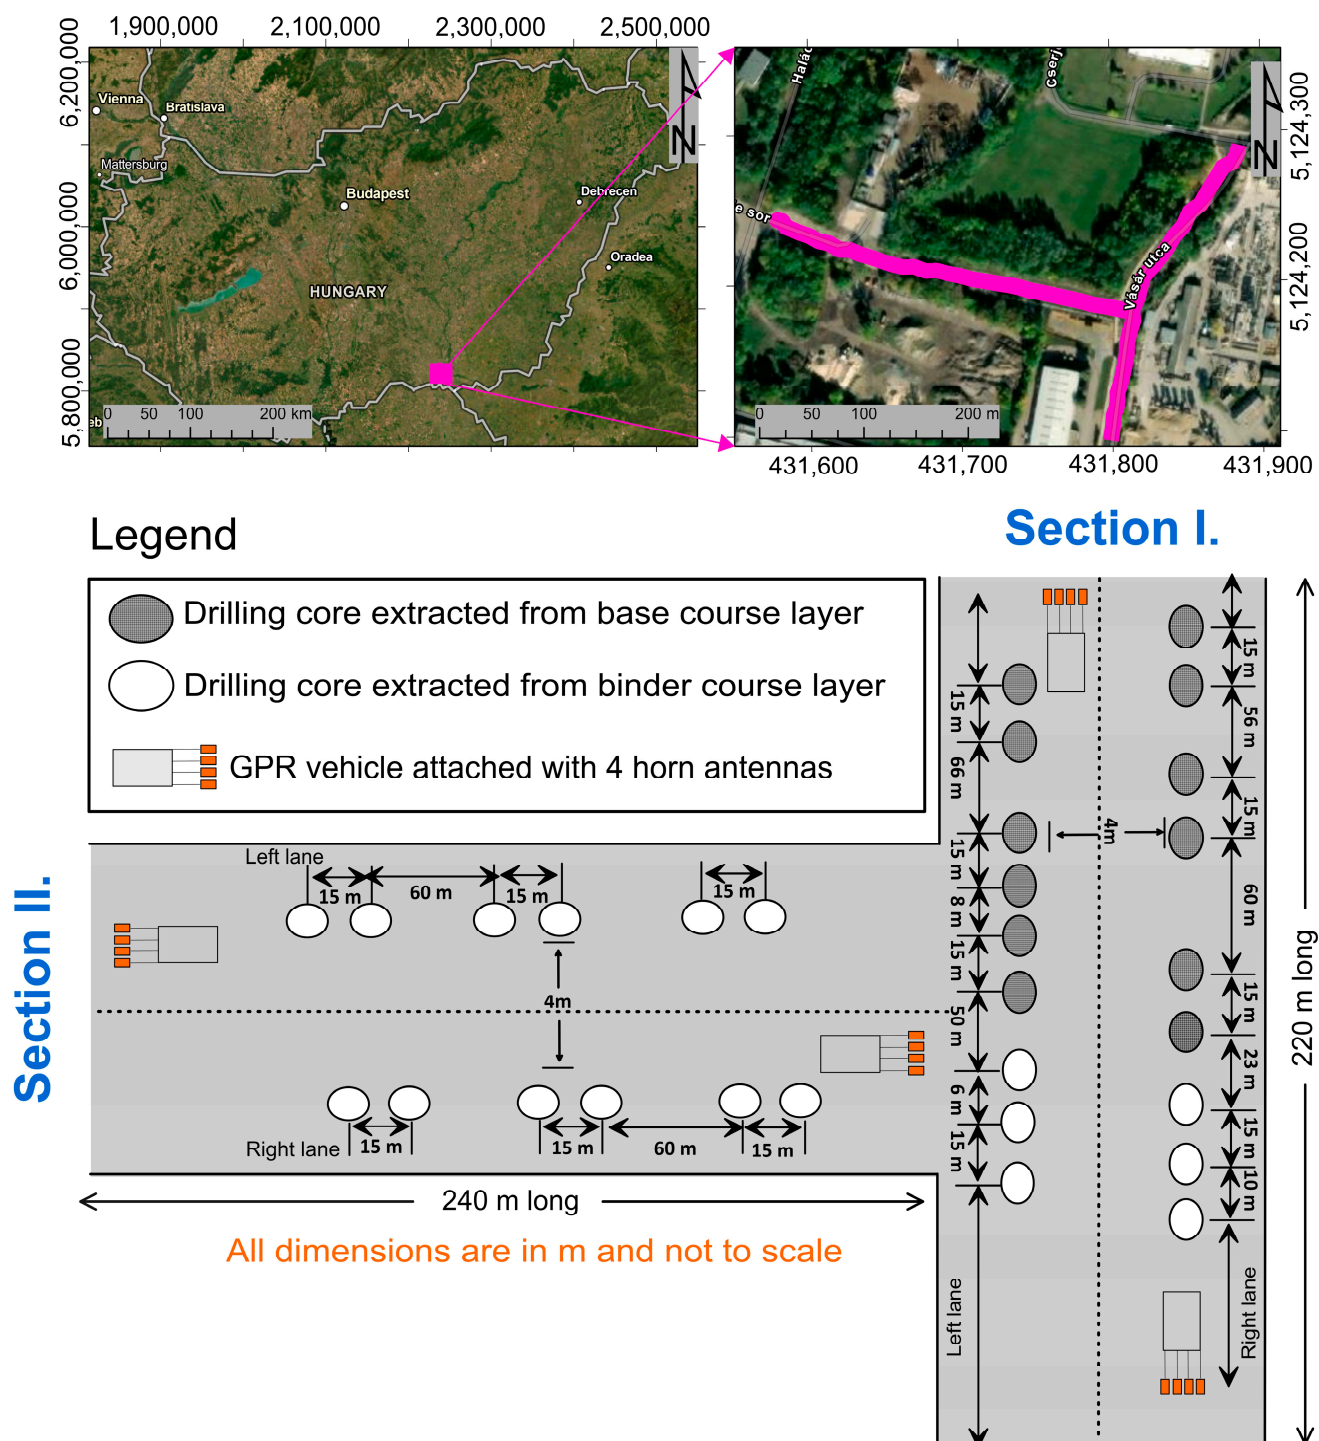 1,900,000 2,100,000 2,300,000 2,500,000
6,200,000
6,000,000
5,800,000
Vienna
Bratislava
Mattersburg
Budapest
Debrecen
Oradea
HUNGARY
eb
0 50 100 200 km
N
Halác
Cserj
e sor
Vásár utca
0 50 100 200 m
N
5,124,300
5,124,200
431,600 431,700 431,800 431,900
Legend
Drilling core extracted from base course layer
Drilling core extracted from binder course layer
GPR vehicle attached with 4 horn antennas
Section I.
15 m
66 m
15 m
8 m
15 m
50 m
6 m
15 m
Left lane
4m
15 m
56 m
15 m
60 m
15 m
23 m
15 m
10 m
Right lane
220 m long
Section II.
Left lane
15 m 60 m 15 m 15 m
4m
Right lane 15 m 15 m 60 m 15 m
240 m long
All dimensions are in m and not to scale